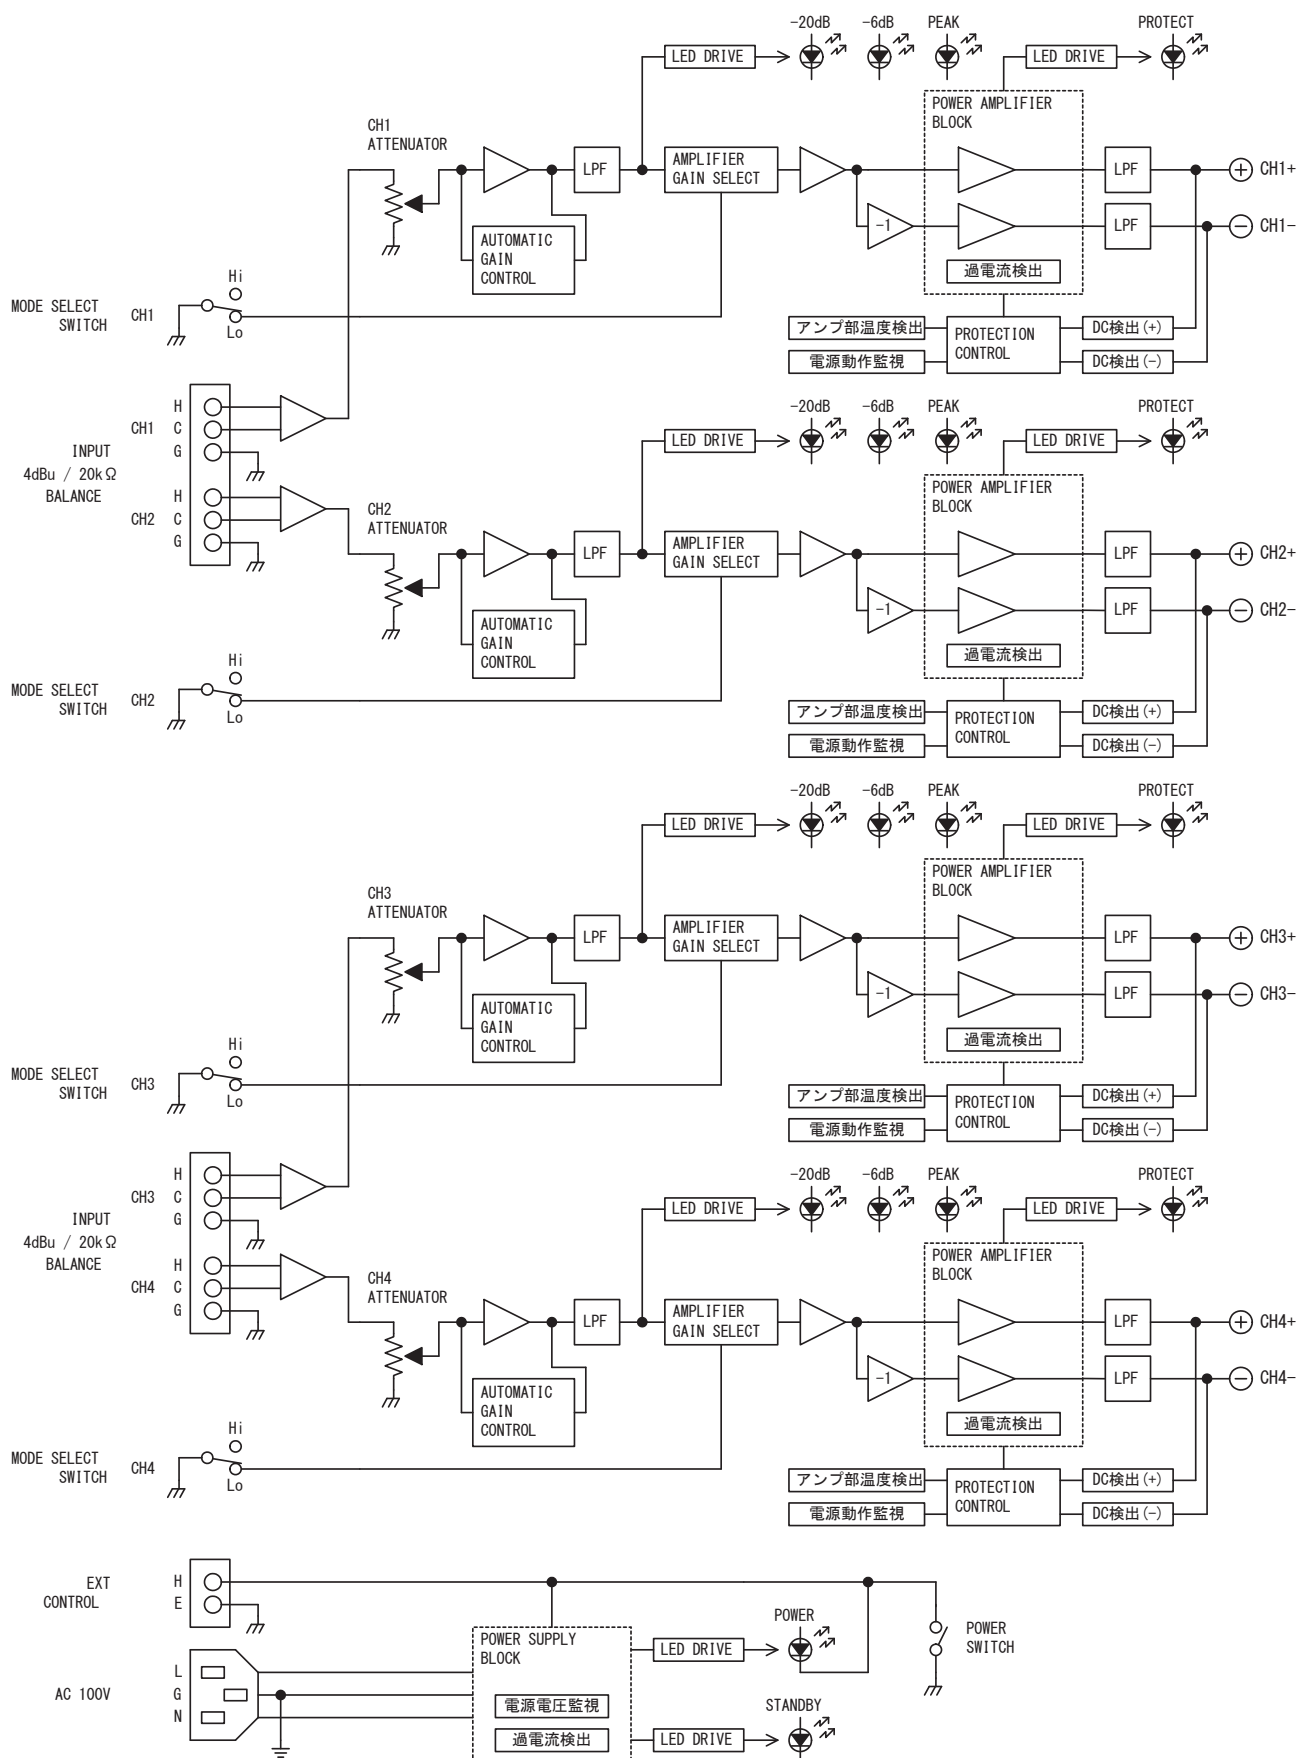 -20dB
-6dB
PEAK
PROTECT
LED DRIVE
LED DRIVE
POWER AMPLIFIER
BLOCK
CH1
ATTENUATOR
LPF
AMPLIFIER
GAIN SELECT
LPF
CH1+
-1
LPF
CH1-
AUTOMATIC
GAIN
CONTROL
過電流検出
MODE SELECT
SWITCH
CH1
Hi
Lo
アンプ部温度検出
電源動作監視
PROTECTION
CONTROL
DC検出(+)
DC検出(-)
INPUT
4dBu / 20kΩ
BALANCE
CH1
H
C
G
CH2
H
C
G
-20dB
-6dB
PEAK
PROTECT
LED DRIVE
LED DRIVE
POWER AMPLIFIER
BLOCK
CH2
ATTENUATOR
LPF
AMPLIFIER
GAIN SELECT
LPF
CH2+
-1
LPF
CH2-
AUTOMATIC
GAIN
CONTROL
過電流検出
MODE SELECT
SWITCH
CH2
Hi
Lo
アンプ部温度検出
電源動作監視
PROTECTION
CONTROL
DC検出(+)
DC検出(-)
-20dB
-6dB
PEAK
PROTECT
LED DRIVE
LED DRIVE
POWER AMPLIFIER
BLOCK
CH3
ATTENUATOR
LPF
AMPLIFIER
GAIN SELECT
LPF
CH3+
-1
LPF
CH3-
AUTOMATIC
GAIN
CONTROL
過電流検出
MODE SELECT
SWITCH
CH3
Hi
Lo
アンプ部温度検出
電源動作監視
PROTECTION
CONTROL
DC検出(+)
DC検出(-)
INPUT
4dBu / 20kΩ
BALANCE
CH3
H
C
G
CH4
H
C
G
-20dB
-6dB
PEAK
PROTECT
LED DRIVE
LED DRIVE
POWER AMPLIFIER
BLOCK
CH4
ATTENUATOR
LPF
AMPLIFIER
GAIN SELECT
LPF
CH4+
-1
LPF
CH4-
AUTOMATIC
GAIN
CONTROL
過電流検出
MODE SELECT
SWITCH
CH4
Hi
Lo
アンプ部温度検出
電源動作監視
PROTECTION
CONTROL
DC検出(+)
DC検出(-)
EXT
CONTROL
H
E
POWER SUPPLY
BLOCK
LED DRIVE
POWER
POWER
SWITCH
AC 100V
L
G
N
電源電圧監視
過電流検出
LED DRIVE
STANDBY